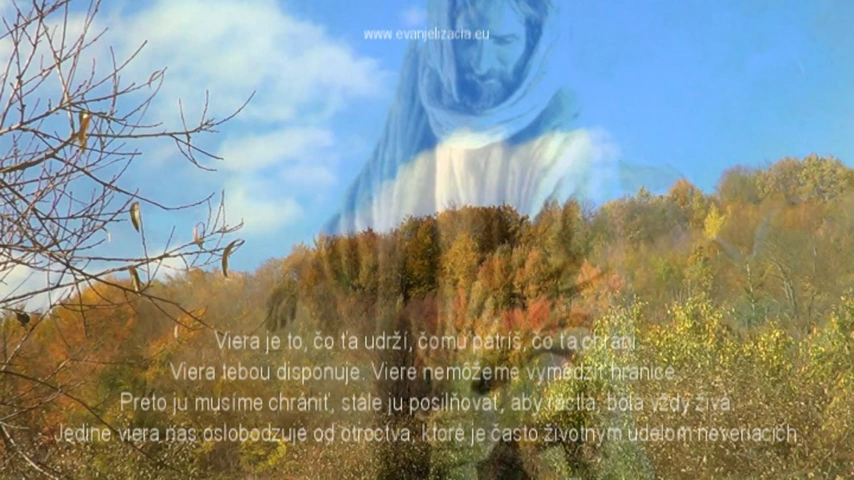 www.evanjelizacia.eu
Viera je to, čo ťa udrží, čomu patríš, čo ťa chráni.
Viera tebou disponuje. Viere nemôžeme vymedziť hranice.
Preto ju musíme chrániť, stále ju posilňovať, aby rástla, bola vždy živá.
Jedine viera nás oslobodzuje od otroctva, ktoré je často životným údelom neveriacich.